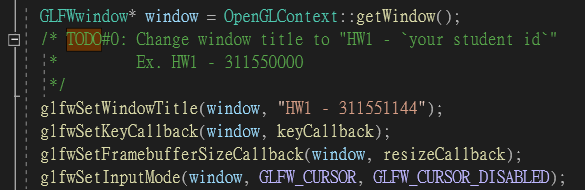 GLFWwindow* window = OpenGLContext::getWindow();
/* TODO#0: Change window title to "HW1 - `your student id`"
 *         Ex. HW1 - 311550000
 */
glfwSetWindowTitle(window, "HW1 - 311551144");
glfwSetKeyCallback(window, keyCallback);
glfwSetFramebufferSizeCallback(window, resizeCallback);
glfwSetInputMode(window, GLFW_CURSOR, GLFW_CURSOR_DISABLED);